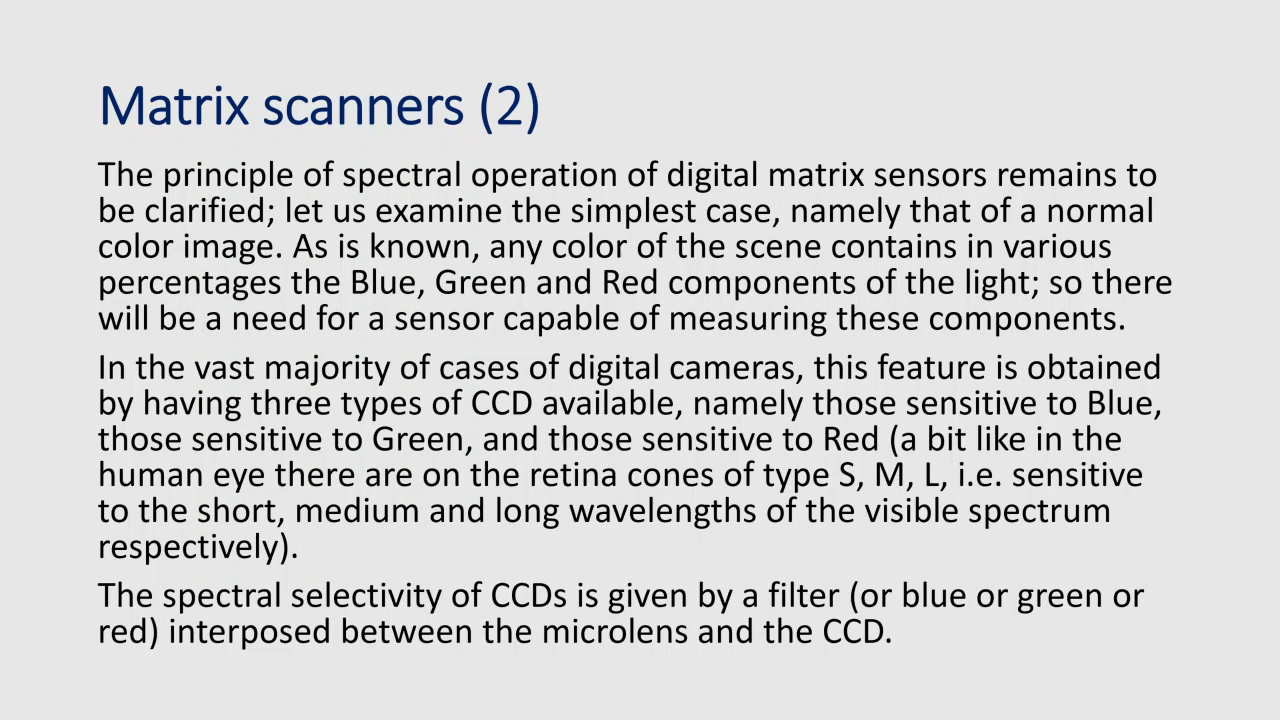 Matrix scanners (2)
The principle of spectral operation of digital matrix sensors remains to
be clarified; let us examine the simplest case, namely that of a normal
color image. As is known, any color of the scene contains in various
percentages the Blue, Green and Red components of the light; so there
will be a need for a sensor capable of measuring these components.
In the vast majority of cases of digital cameras, this feature is obtained
by having three types of CCD available, namely those sensitive to Blue,
those sensitive to Green, and those sensitive to Red (a bit like in the
human eye there are on the retina cones of type S, M, L, i.e. sensitive
to the short, medium and long wavelengths of the visible spectrum
respectively).
The spectral selectivity of CCDs is given by a filter (or blue or green or
red) interposed between the microlens and the CCD.